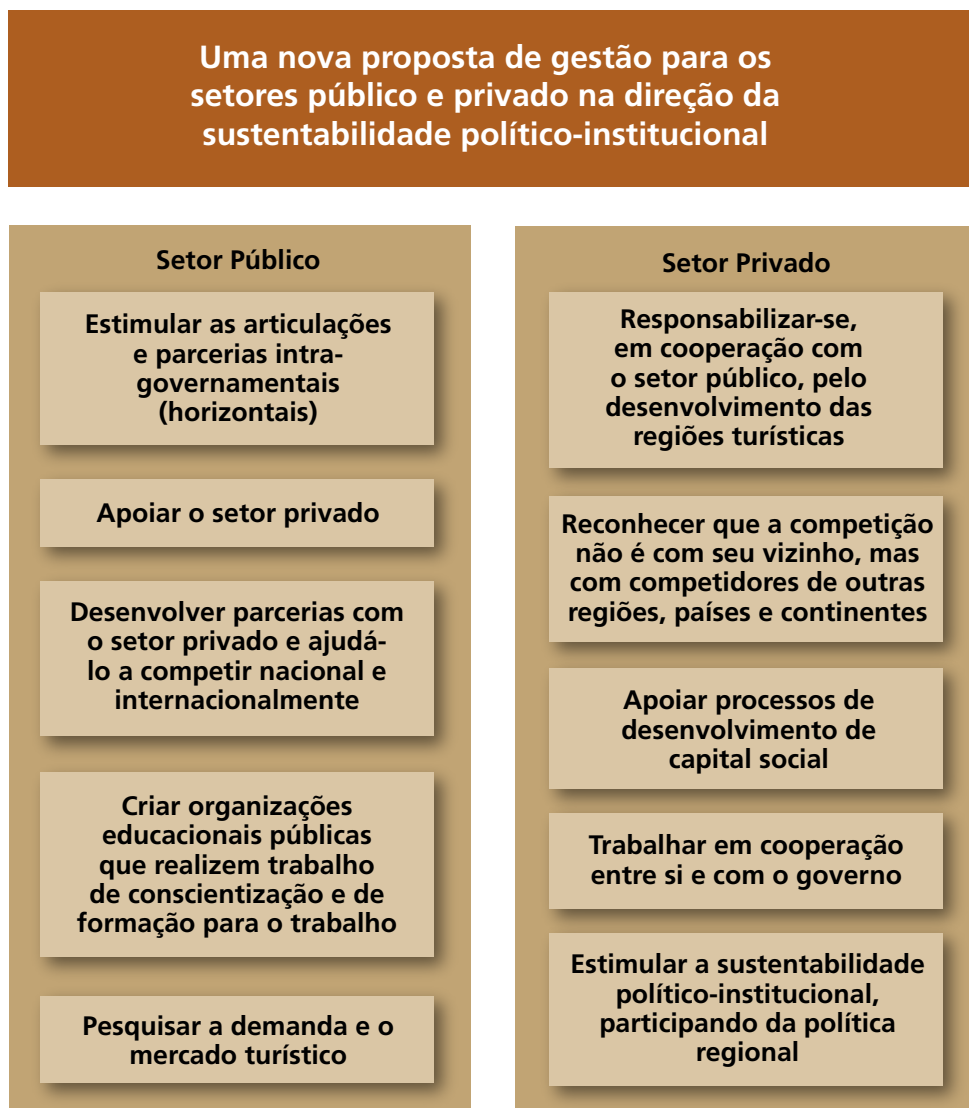 Uma nova proposta de gestão para os
setores público e privado na direção da
sustentabilidade político-institucional
Setor Público
Estimular as articulações
e parcerias intra-
governamentais
(horizontais)
Apoiar o setor privado
Desenvolver parcerias com
o setor privado e ajudá-
lo a competir nacional e
internacionalmente
Criar organizações
educacionais públicas
que realizem trabalho
de conscientização e de
formação para o trabalho
Pesquisar a demanda e o
mercado turístico
Setor Privado
Responsabilizar-se,
em cooperação com
o setor público, pelo
desenvolvimento das
regiões turísticas
Reconhecer que a competição
não é com seu vizinho, mas
com competidores de outras
regiões, países e continentes
Apoiar processos de
desenvolvimento de
capital social
Trabalhar em cooperação
entre si e com o governo
Estimular a sustentabilidade
político-institucional,
participando da política
regional